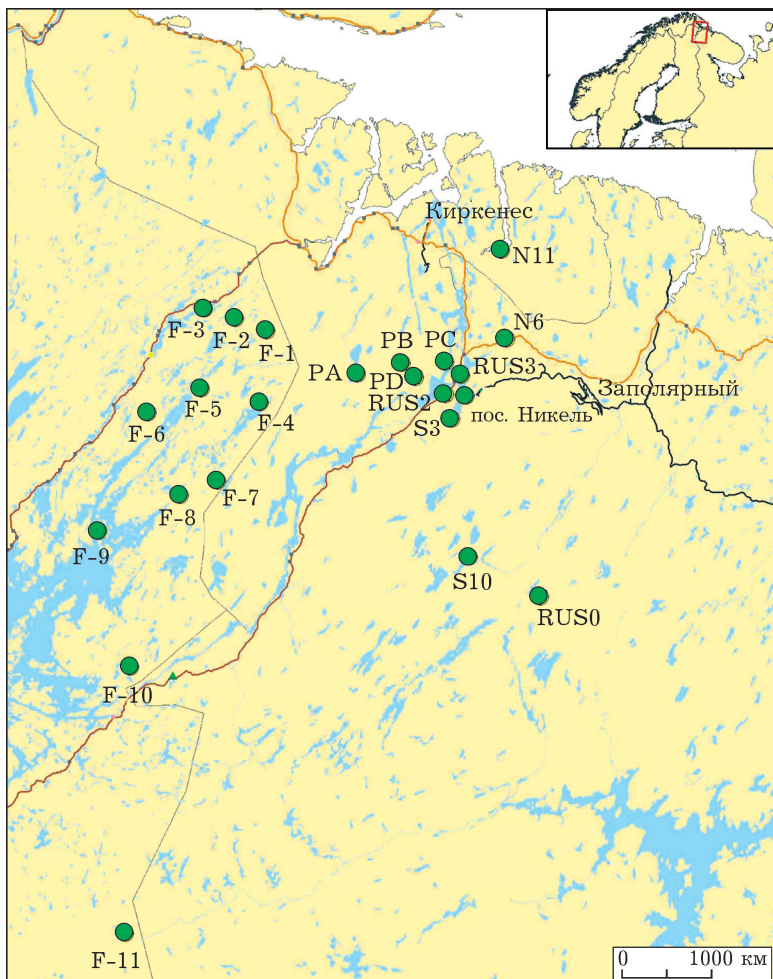 Киркенес
N11
F-3
F-2
F-1
N6
PB
PC
PA
PD
RUS3
F-5
RUS2
Заполярный
F-6
F-4
S3
пос. Никель
F-7
F-8
F-9
S10
RUS0
F-10
F-11
0 1000 км